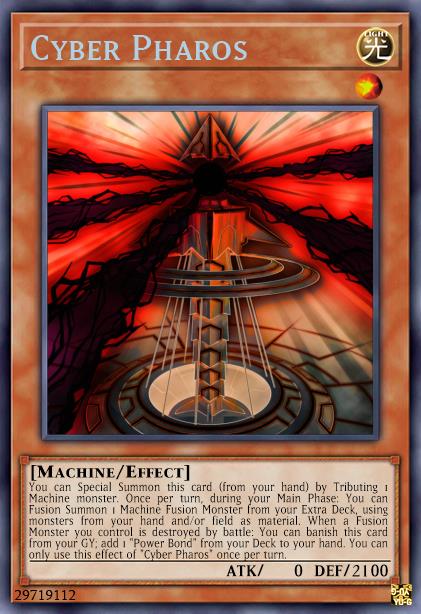 Cyber Pharos
LIGHT
光
[Machine/Effect]
You can Special Summon this card (from your hand) by Tributing 1
Machine monster. Once per turn, during your Main Phase: You can
Fusion Summon 1 Machine Fusion Monster from your Extra Deck, using
monsters from your hand and/or field as material. When a Fusion
Monster you control is destroyed by battle: You can banish this card
from your GY; add 1 "Power Bond" from your Deck to your hand. You can
only use this effect of "Cyber Pharos" once per turn.
ATK/ 0 DEF/2100
29719112